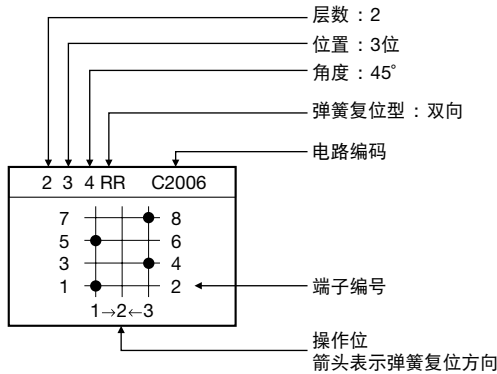 层数：2
位置：3位
角度：45°
弹簧复位型：双向
电路编码
2 3 4 RR C2006
7 8
5 6
3 4
1 2
端子编号
1→2←3
操作位
箭头表示弹簧复位方向